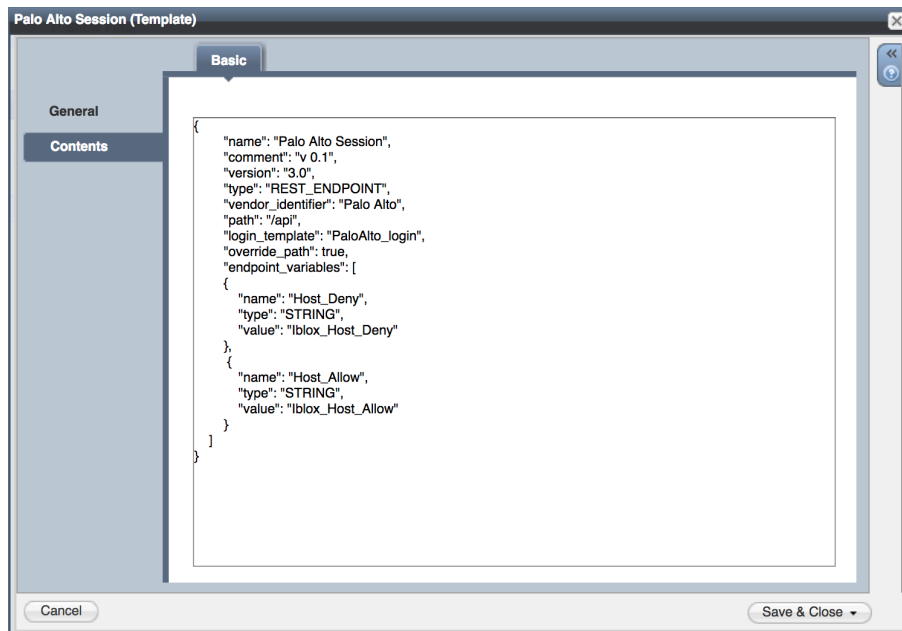 Palo Alto Session (Template)
Basic
General
Contents
{
"name": "Palo Alto Session",
"comment": "v 0.1",
"version": "3.0",
"type": "REST_ENDPOINT",
"vendor_identifier": "Palo Alto",
"path": "/api",
"login_template": "PaloAlto_login",
"override_path": true,
"endpoint_variables": [
{
"name": "Host_Deny",
"type": "STRING",
"value": "Iblox_Host_Deny"
},
{
"name": "Host_Allow",
"type": "STRING",
"value": "Iblox_Host_Allow"
}
]
}
Cancel
Save & Close